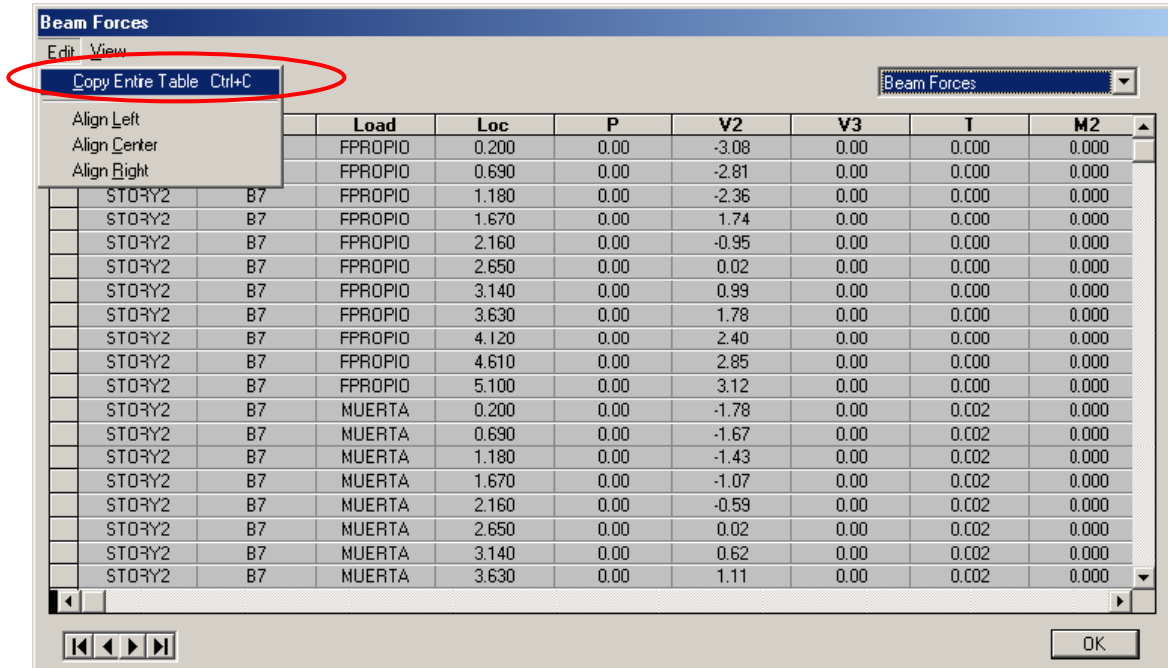 Beam Forces
Edit View
Copy Entire Table Ctrl+C
Beam Forces
Align Left
Align Center
Align Right
Load Loc P V2 V3 T M2
FPROPIO 0.200 0.00 -3.08 0.00 0.000 0.000
FPROPIO 0.690 0.00 -2.81 0.00 0.000 0.000
STORY2 B7 FPROPIO 1.180 0.00 -2.36 0.00 0.000 0.000
STORY2 B7 FPROPIO 1.670 0.00 1.74 0.00 0.000 0.000
STORY2 B7 FPROPIO 2.160 0.00 -0.95 0.00 0.000 0.000
STORY2 B7 FPROPIO 2.650 0.00 0.02 0.00 0.000 0.000
STORY2 B7 FPROPIO 3.140 0.00 0.99 0.00 0.000 0.000
STORY2 B7 FPROPIO 3.630 0.00 1.78 0.00 0.000 0.000
STORY2 B7 FPROPIO 4.120 0.00 2.40 0.00 0.000 0.000
STORY2 B7 FPROPIO 4.610 0.00 2.85 0.00 0.000 0.000
STORY2 B7 FPROPIO 5.100 0.00 3.12 0.00 0.000 0.000
STORY2 B7 MUERTA 0.200 0.00 -1.78 0.00 0.002 0.000
STORY2 B7 MUERTA 0.690 0.00 -1.67 0.00 0.002 0.000
STORY2 B7 MUERTA 1.180 0.00 -1.43 0.00 0.002 0.000
STORY2 B7 MUERTA 1.670 0.00 -1.07 0.00 0.002 0.000
STORY2 B7 MUERTA 2.160 0.00 -0.59 0.00 0.002 0.000
STORY2 B7 MUERTA 2.650 0.00 0.02 0.00 0.002 0.000
STORY2 B7 MUERTA 3.140 0.00 0.62 0.00 0.002 0.000
STORY2 B7 MUERTA 3.630 0.00 1.11 0.00 0.002 0.000
OK